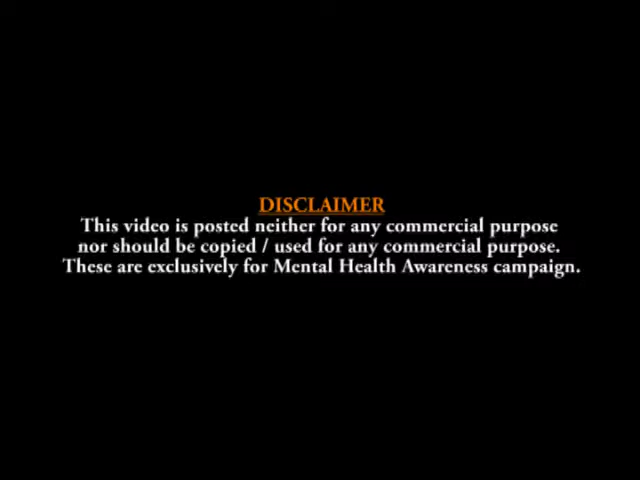 DISCLAIMER
This video is posted neither for any commercial purpose
nor should be copied / used for any commercial purpose.
These are exclusively for Mental Health Awareness campaign.